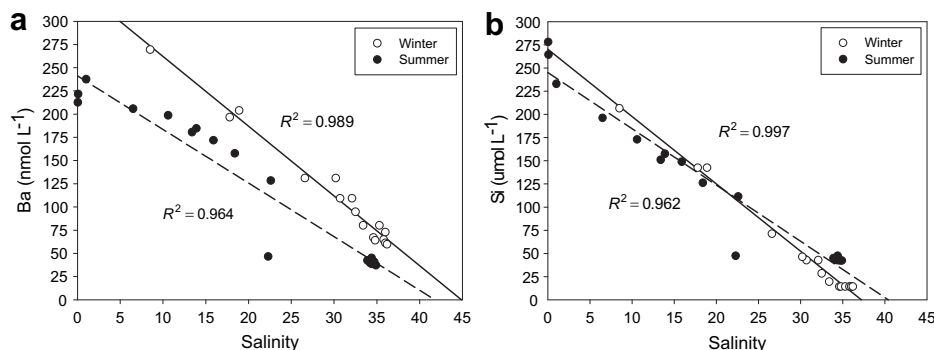 a
Ba (nmol L⁻¹)
300
275
250
225
200
175
150
125
100
75
50
25
0
0 5 10 15 20 25 30 35 40 45
Salinity
Winter
Summer
R² = 0.989
R² = 0.964
b
Si (umol L⁻¹)
300
275
250
225
200
175
150
125
100
75
50
25
0
0 5 10 15 20 25 30 35 40 45
Salinity
Winter
Summer
R² = 0.997
R² = 0.962